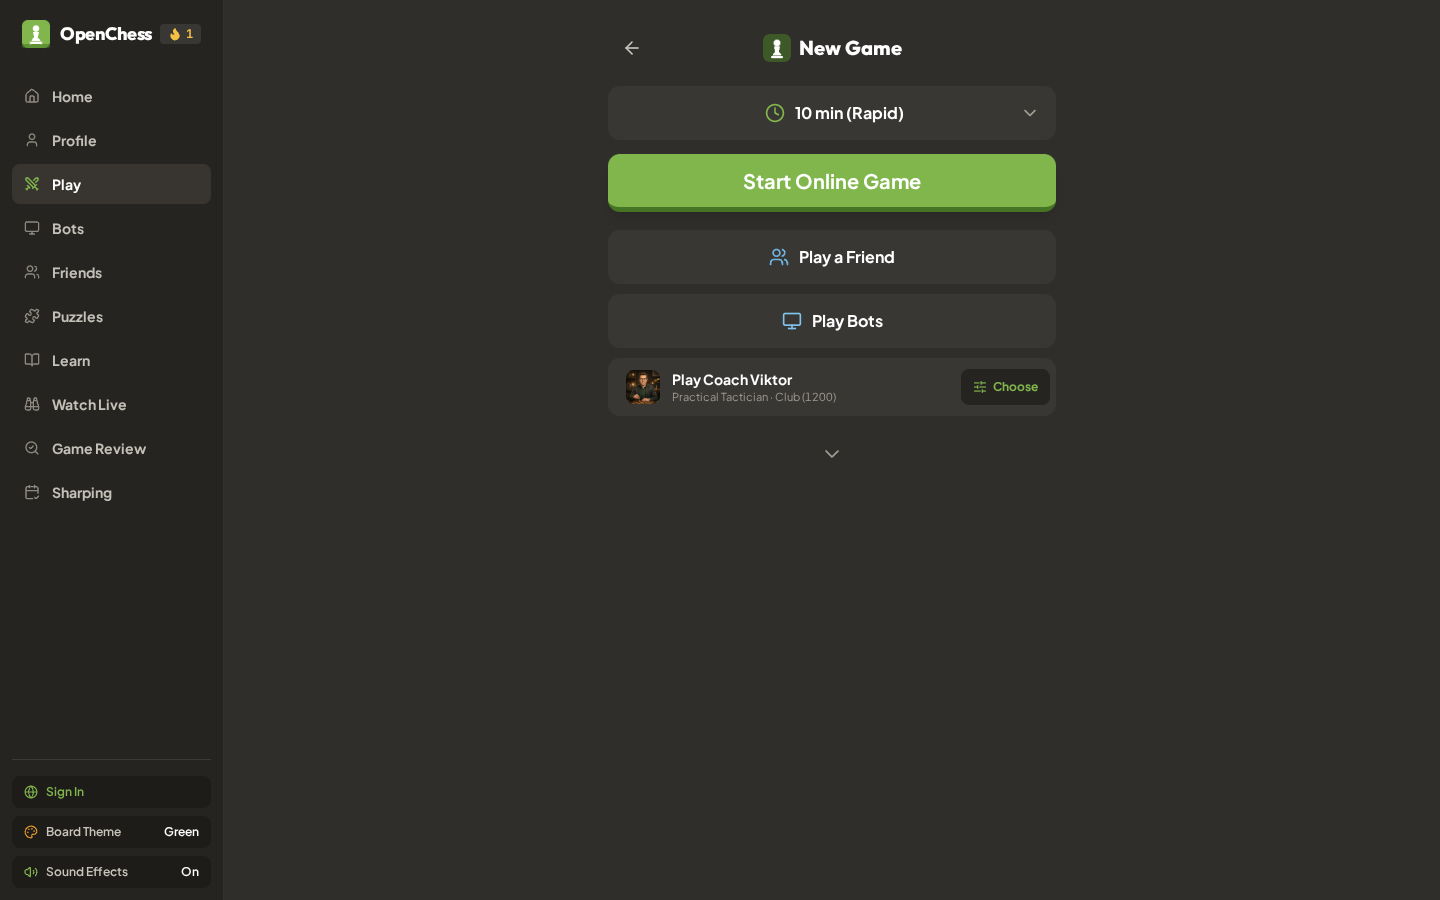 OpenChess
1
Home
Profile
Play
Bots
Friends
Puzzles
Learn
Watch Live
Game Review
Sharping
Sign In
Board Theme Green
Sound Effects On
New Game
10 min (Rapid)
Start Online Game
Play a Friend
Play Bots
Play Coach Viktor
Practical Tactician · Club (1200)
Choose